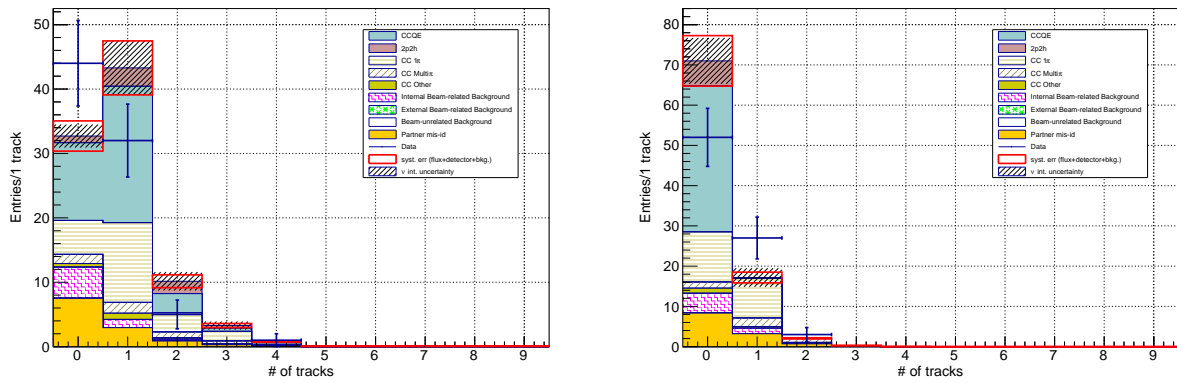 Entries/1 track
50
40
30
20
10
0
0 1 2 3 4 5 6 7 8 9
# of tracks
CCQE
2p2h
CC 1π
CC Multiπ
CC Other
Internal Beam-related Background
External Beam-related Background
Beam-unrelated Background
Partner mis-id
Data
syst. err (flux+detector+bkg.)
ν int. uncertainty
Entries/1 track
80
70
60
50
40
30
20
10
0
0 1 2 3 4 5 6 7 8 9
# of tracks
CCQE
2p2h
CC 1π
CC Multiπ
CC Other
Internal Beam-related Background
External Beam-related Background
Beam-unrelated Background
Partner mis-id
Data
syst. err (flux+detector+bkg.)
ν int. uncertainty